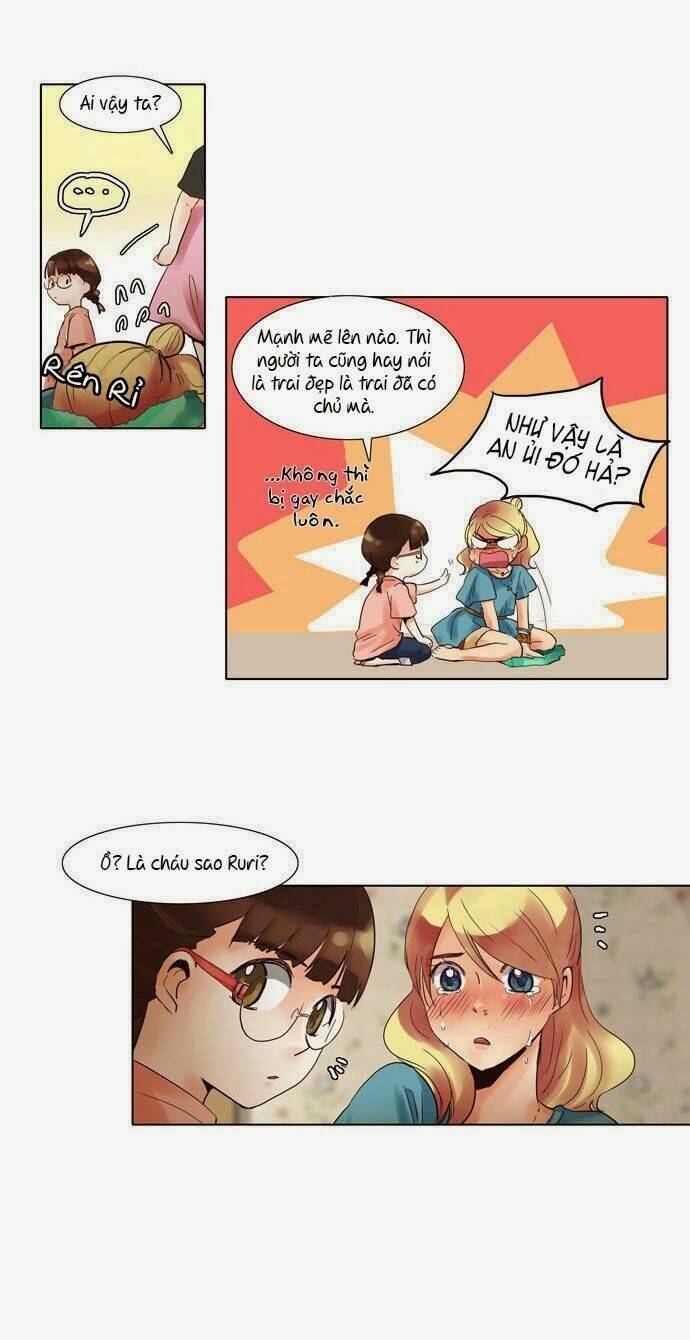 Ai vậy ta?
...
Rên Rỉ
Mạnh mẽ lên nào. Thì
người ta cũng hay nói
là trai đẹp là trai đã có
chủ mà.
...Không thì
bị gay chắc
luôn.
NHƯ VẬY LÀ
AN ỦI ĐÓ HẢ?
Ồ? Là cháu sao Ruri?